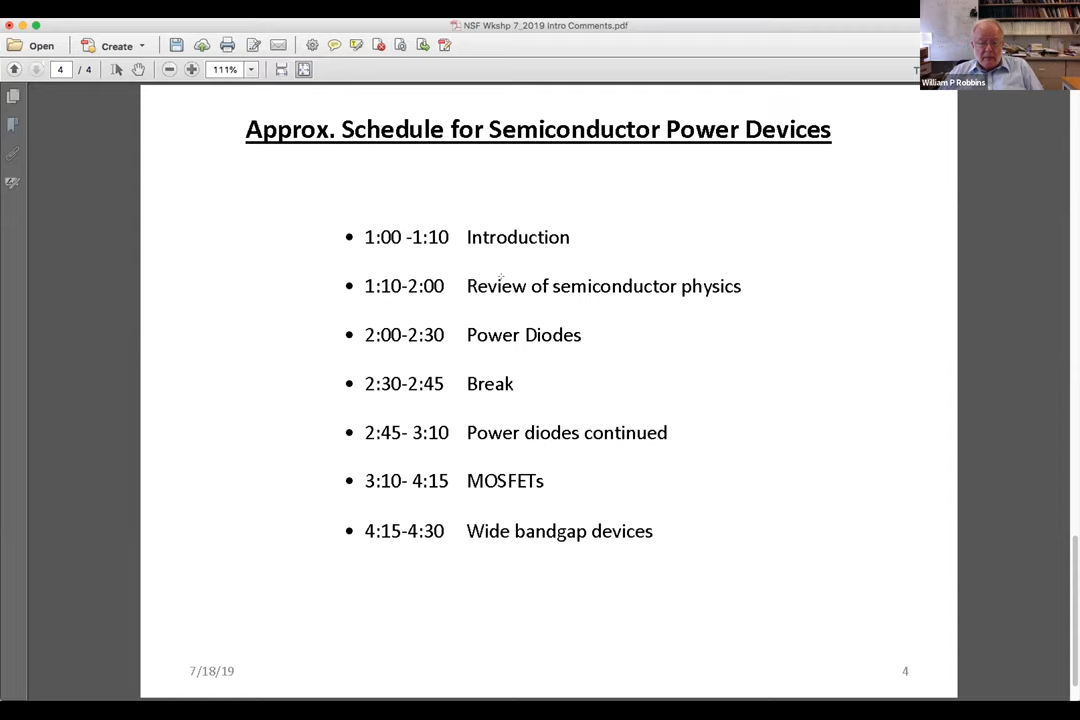 NSF Wkshp 7_2019 Intro Comments.pdf
Open Create
4 / 4 111%
William P Robbins
Approx. Schedule for Semiconductor Power Devices
• 1:00 -1:10 Introduction
• 1:10-2:00 Review of semiconductor physics
• 2:00-2:30 Power Diodes
• 2:30-2:45 Break
• 2:45- 3:10 Power diodes continued
• 3:10- 4:15 MOSFETs
• 4:15-4:30 Wide bandgap devices
7/18/19 4